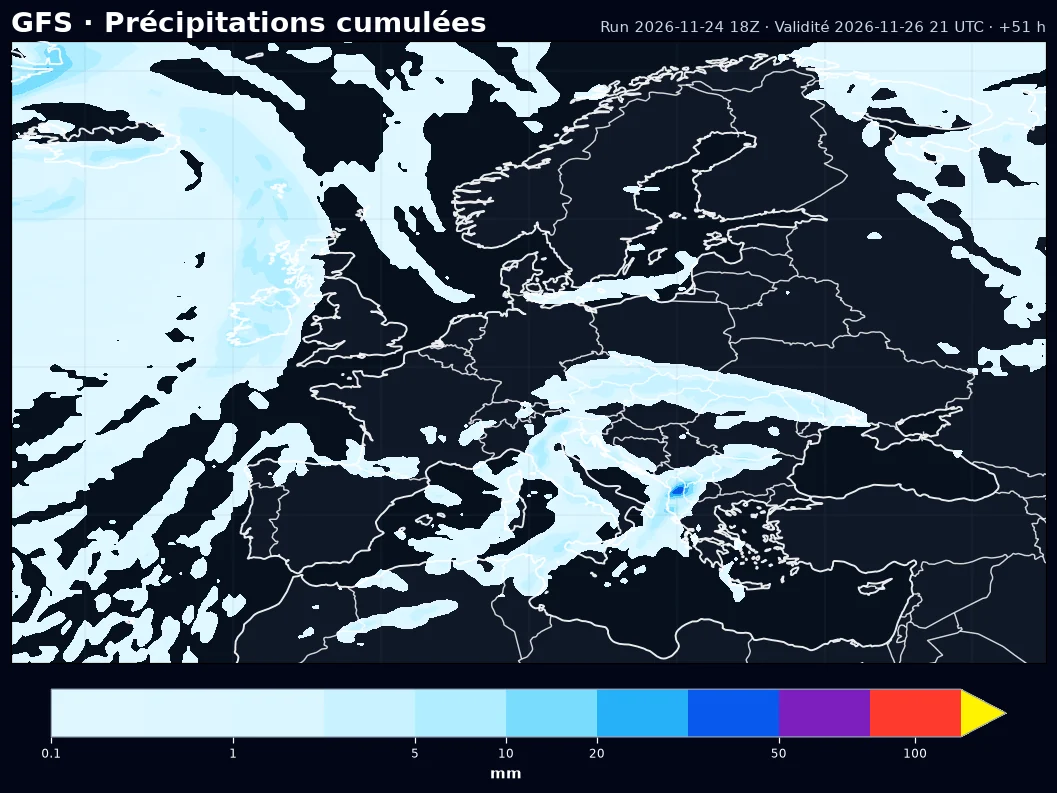 GFS · Précipitations cumulées
Run 2026-11-24 18Z · Validité 2026-11-26 21 UTC · +51 h
0.1 1 5 10 20 50 100
mm